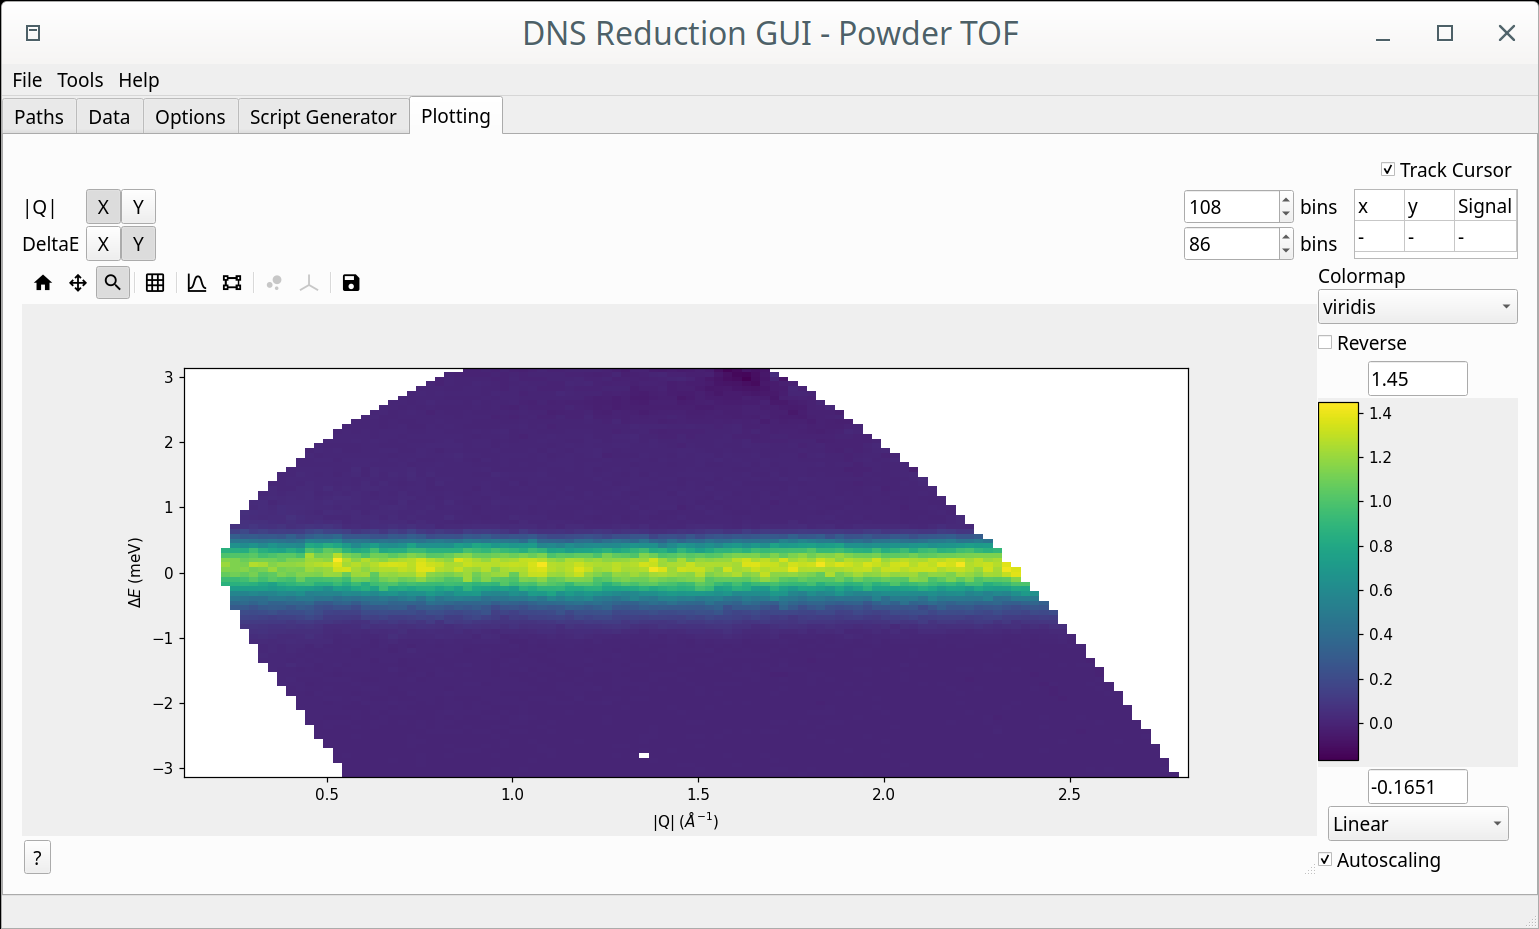 DNS Reduction GUI - Powder TOF
File Tools Help
Paths Data Options Script Generator Plotting
Track Cursor
|Q| X Y 108 bins x y Signal
DeltaE X Y 86 bins - - -
Colormap
viridis
Reverse
1.45
3
2
1
0
−1
−2
−3
ΔE (meV)
0.5 1.0 1.5 2.0 2.5
|Q| (Å⁻¹)
1.4
1.2
1.0
0.8
0.6
0.4
0.2
0.0
-0.1651
Linear
? Autoscaling